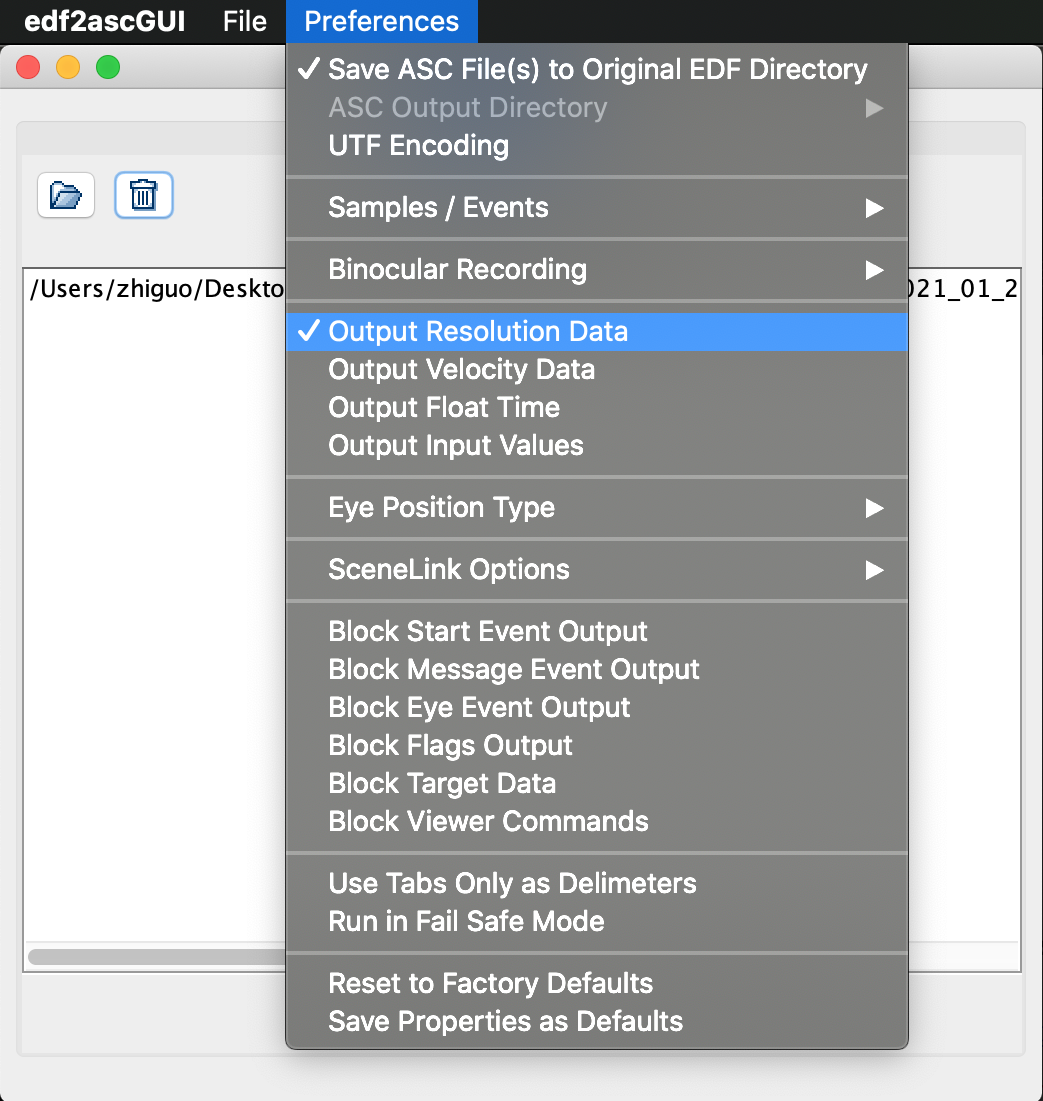 edf2ascGUI File Preferences
✓ Save ASC File(s) to Original EDF Directory
ASC Output Directory ▶
UTF Encoding
Samples / Events ▶
Binocular Recording ▶
/Users/zhiguo/Deskto 021_01_2
✓ Output Resolution Data
Output Velocity Data
Output Float Time
Output Input Values
Eye Position Type ▶
SceneLink Options ▶
Block Start Event Output
Block Message Event Output
Block Eye Event Output
Block Flags Output
Block Target Data
Block Viewer Commands
Use Tabs Only as Delimeters
Run in Fail Safe Mode
Reset to Factory Defaults
Save Properties as Defaults